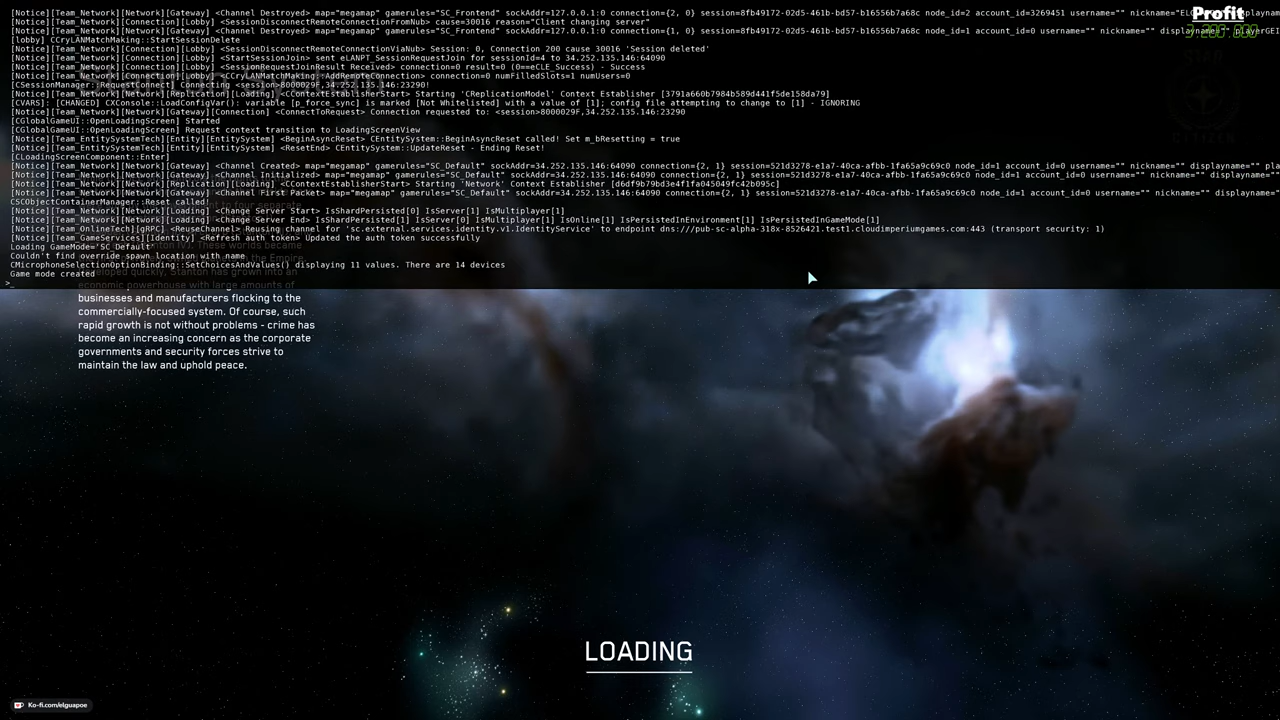 [Notice][Team_Network][Network][Gateway] <Channel Destroyed> map="megamap" gamerules="SC_Frontend" sockAddr=127.0.0.1:0 connection={2, 0} session=8fb49172-02d5-461b-bd57-b16556b7a68c node_id=2 account_id=3269451 username="" nickname="EL
[Notice][Team_Network][Connection][Lobby] <SessionDisconnectRemoteConnectionFromNub> cause=30016 reason="Client changing server"
[Notice][Team_Network][Network][Gateway] <Channel Destroyed> map="megamap" gamerules="SC_Frontend" sockAddr=127.0.0.1:0 connection={1, 0} session=8fb49172-02d5-461b-bd57-b16556b7a68c node_id=1 account_id=0 username="" nickname="" displayname="" playerGEI
Profit
[lobby] CCryLANMatchMaking::StartSessionDelete
[Notice][Team_Network][Connection][Lobby] <SessionDisconnectRemoteConnectionViaNub> Session: 0, Connection 200 cause 30016 'Session deleted'
[Notice][Team_Network][Connection][Lobby] <StartSessionJoin> sent eLANPT_SessionRequestJoin for sessionId=4 to 34.252.135.146:64090
[Notice][Team_Network][Connection][Lobby] <SessionRequestJoinResult Received> connection=0 result=0 (0==eCLE_Success) - Success
[Notice][Team_Network][Connection][Lobby] <CCryLANMatchMaking::AddRemoteConnection> connection=0 numFilledSlots=1 numUsers=0
CSessionManager::RequestConnect Connecting '<session>8000029F,34.252.135.146:23290!
[Notice][Team_Network][Replication][Loading] <CContextEstablisherStart> Starting 'CReplicationModel' Context Establisher [3791a660b7984b589d441f5de158da79]
[CVARS]: [CHANGED] CXConsole::LoadConfigVar(): variable [p_force_sync] is marked [Not Whitelisted] with a value of [1]; config file attempting to change to [1] - IGNORING
[Notice][Team_Network][Network][Gateway][Connection] <ConnectToRequest> Connection requested to: <session>8000029F,34.252.135.146:23290
[CGlobalGameUI::OpenLoadingScreen] Started
[CGlobalGameUI::OpenLoadingScreen] Request context transition to LoadingScreenView
[Notice][Team_EntitySystemTech][Entity][EntitySystem] <BeginAsyncReset> CEntitySystem::BeginAsyncReset called! Set m_bResetting = true
[Notice][Team_EntitySystemTech][Entity][EntitySystem] <ResetEnd> CEntitySystem::UpdateReset - Ending Reset!
[CLoadingScreenComponent::Enter]
[Notice][Team_Network][Network][Gateway] <Channel Created> map="megamap" gamerules="SC_Default" sockAddr=34.252.135.146:64090 connection={2, 1} session=521d3278-e1a7-40ca-afbb-1fa65a9c69c0 node_id=1 account_id=0 username="" nickname="" displayname="" pla
[Notice][Team_Network][Network][Gateway] <Channel Initialized> map="megamap" gamerules="SC_Default" sockAddr=34.252.135.146:64090 connection={2, 1} session=521d3278-e1a7-40ca-afbb-1fa65a9c69c0 node_id=1 account_id=0 username="" nickname="" displayname=""
[Notice][Team_Network][Replication][Loading] <CContextEstablisherStart> Starting 'Network' Context Establisher [d6df9b79dd3e4f1fa045049fc42b095c]
[Notice][Team_Network][Network][Gateway] <Channel First Packet> map="megamap" gamerules="SC_Default" sockAddr=34.252.135.146:64090 connection={2, 1} session=521d3278-e1a7-40ca-afbb-1fa65a9c69c0 node_id=1 account_id=0 username="" nickname="" displayname=""
CSCObjectContainerManager::Reset called!
[Notice][Team_Network][Network][Loading] <Change Server Start> IsShardPersisted[0] IsServer[1] IsMultiplayer[1]
[Notice][Team_Network][Network][Loading] <Change Server End> IsShardPersisted[1] IsServer[0] IsMultiplayer[1] IsOnline[1] IsPersistedInEnvironment[1] IsPersistedInGameMode[1]
[Notice][Team_OnlineTech][gRPC] <ReuseChannel> Reusing channel for 'sc.external.services.identity.v1.IdentityService' to endpoint dns:///pub-sc-alpha-318x-8526421.test1.cloudimperiumgames.com:443 (transport security: 1)
[Notice][Team_GameServices][Identity] <Refresh auth token> Updated the auth token successfully
Loading GameMode='SC_Default'
Couldn't find override spawn location with name
CMicrophoneSelectionOptionBinding::SetChoicesAndValues() displaying 11 values. There are 14 devices
Game mode created
>_
economic powerhouse with large amounts of
businesses and manufacturers flocking to the
commercially-focused system. Of course, such
rapid growth is not without problems - crime has
become an increasing concern as the corporate
governments and security forces strive to
maintain the law and uphold peace.
LOADING
Ko-fi.com/elguapoe